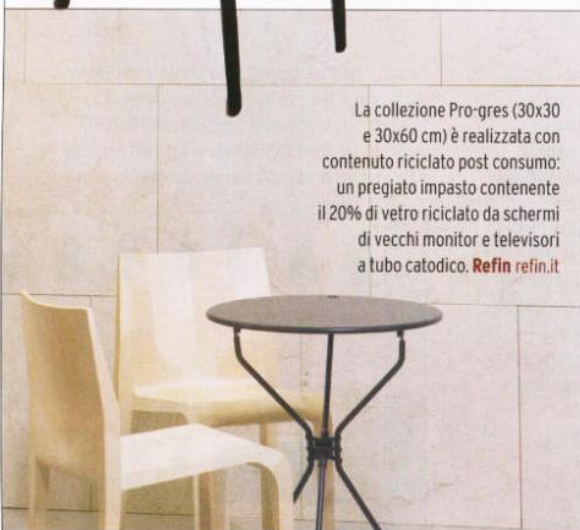 La collezione Pro-gres (30x30
e 30x60 cm) è realizzata con
contenuto riciclato post consumo:
un pregiato impasto contenente
il 20% di vetro riciclato da schermi
di vecchi monitor e televisori
a tubo catodico. Refin refin.it